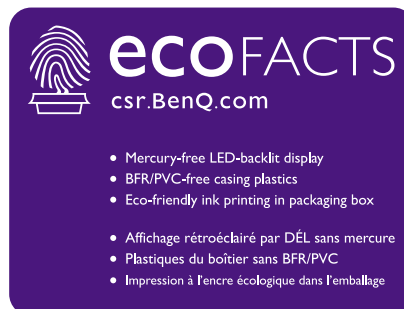 ecoFACTS
csr.BenQ.com
• Mercury-free LED-backlit display
• BFR/PVC-free casing plastics
• Eco-friendly ink printing in packaging box
• Affichage rétroéclairé par DÉL sans mercure
• Plastiques du boîtier sans BFR/PVC
• Impression à l'encre écologique dans l'emballage